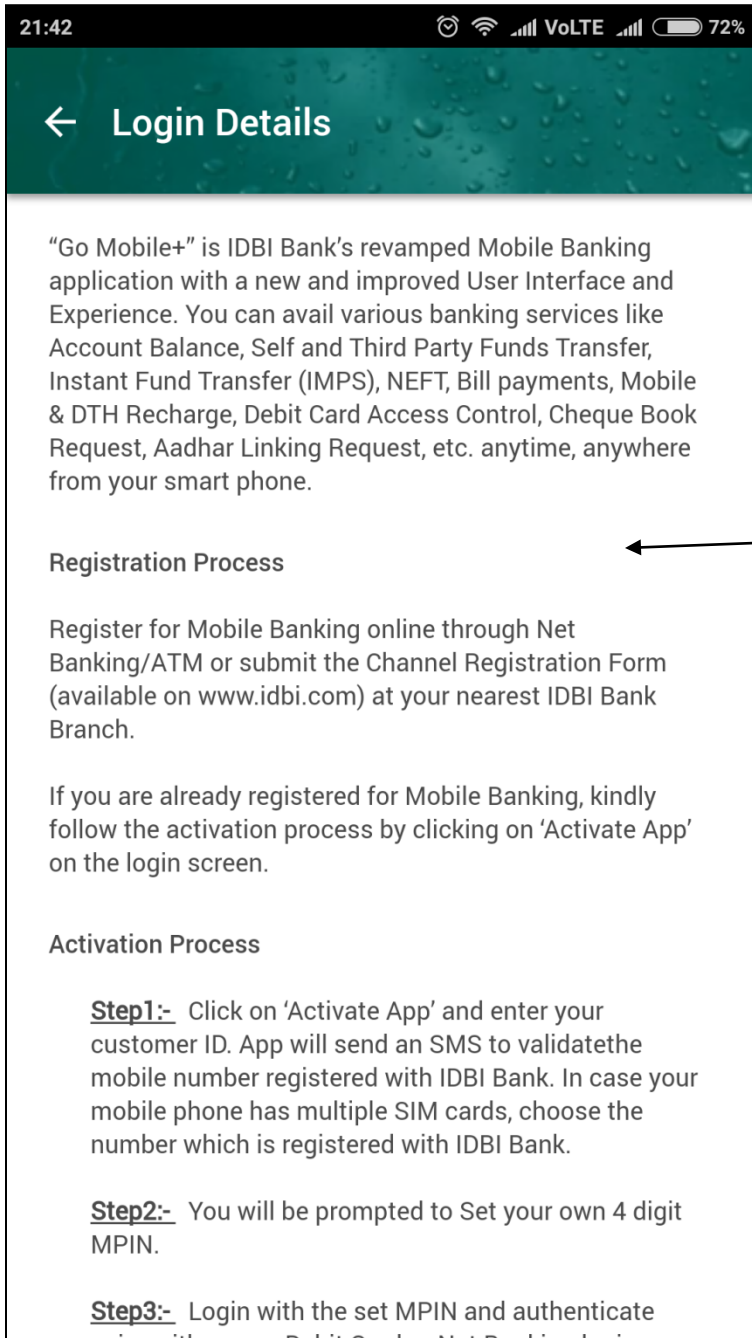 21:42 VoLTE 72%
Login Details
“Go Mobile+” is IDBI Bank’s revamped Mobile Banking
application with a new and improved User Interface and
Experience. You can avail various banking services like
Account Balance, Self and Third Party Funds Transfer,
Instant Fund Transfer (IMPS), NEFT, Bill payments, Mobile
& DTH Recharge, Debit Card Access Control, Cheque Book
Request, Aadhar Linking Request, etc. anytime, anywhere
from your smart phone.
Registration Process
Register for Mobile Banking online through Net
Banking/ATM or submit the Channel Registration Form
(available on www.idbi.com) at your nearest IDBI Bank
Branch.
If you are already registered for Mobile Banking, kindly
follow the activation process by clicking on ‘Activate App’
on the login screen.
Activation Process
Step1:- Click on ‘Activate App’ and enter your
customer ID. App will send an SMS to validatethe
mobile number registered with IDBI Bank. In case your
mobile phone has multiple SIM cards, choose the
number which is registered with IDBI Bank.
Step2:- You will be prompted to Set your own 4 digit
MPIN.
Step3:- Login with the set MPIN and authenticate